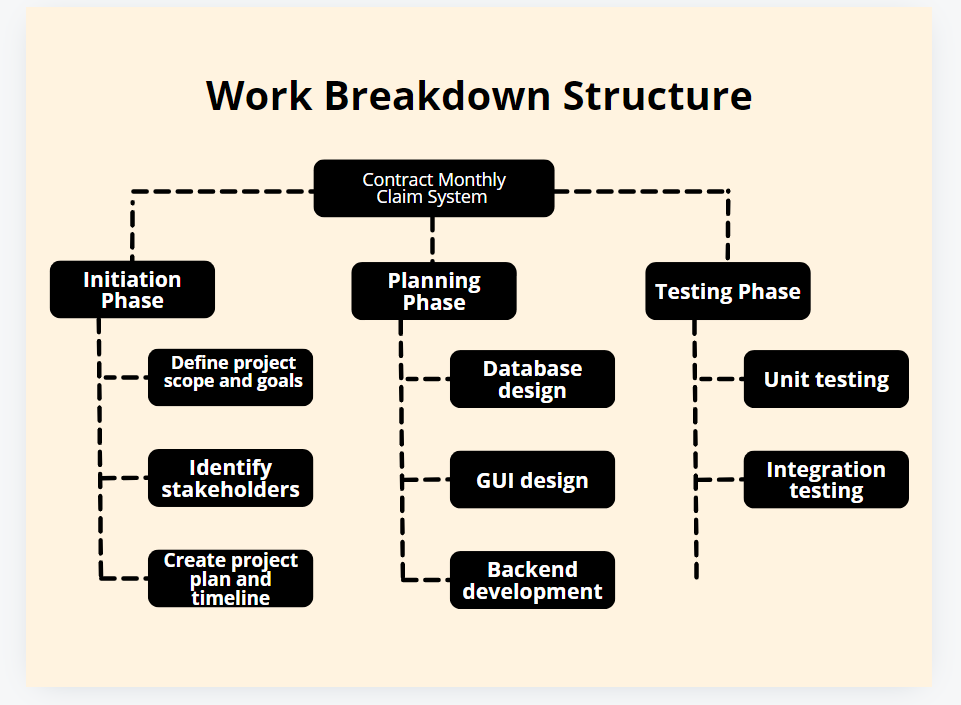 Work Breakdown Structure
Contract Monthly
Claim System
Initiation
Phase
Define project
scope and goals
Identify
stakeholders
Create project
plan and
timeline
Planning
Phase
Database
design
GUI design
Backend
development
Testing Phase
Unit testing
Integration
testing